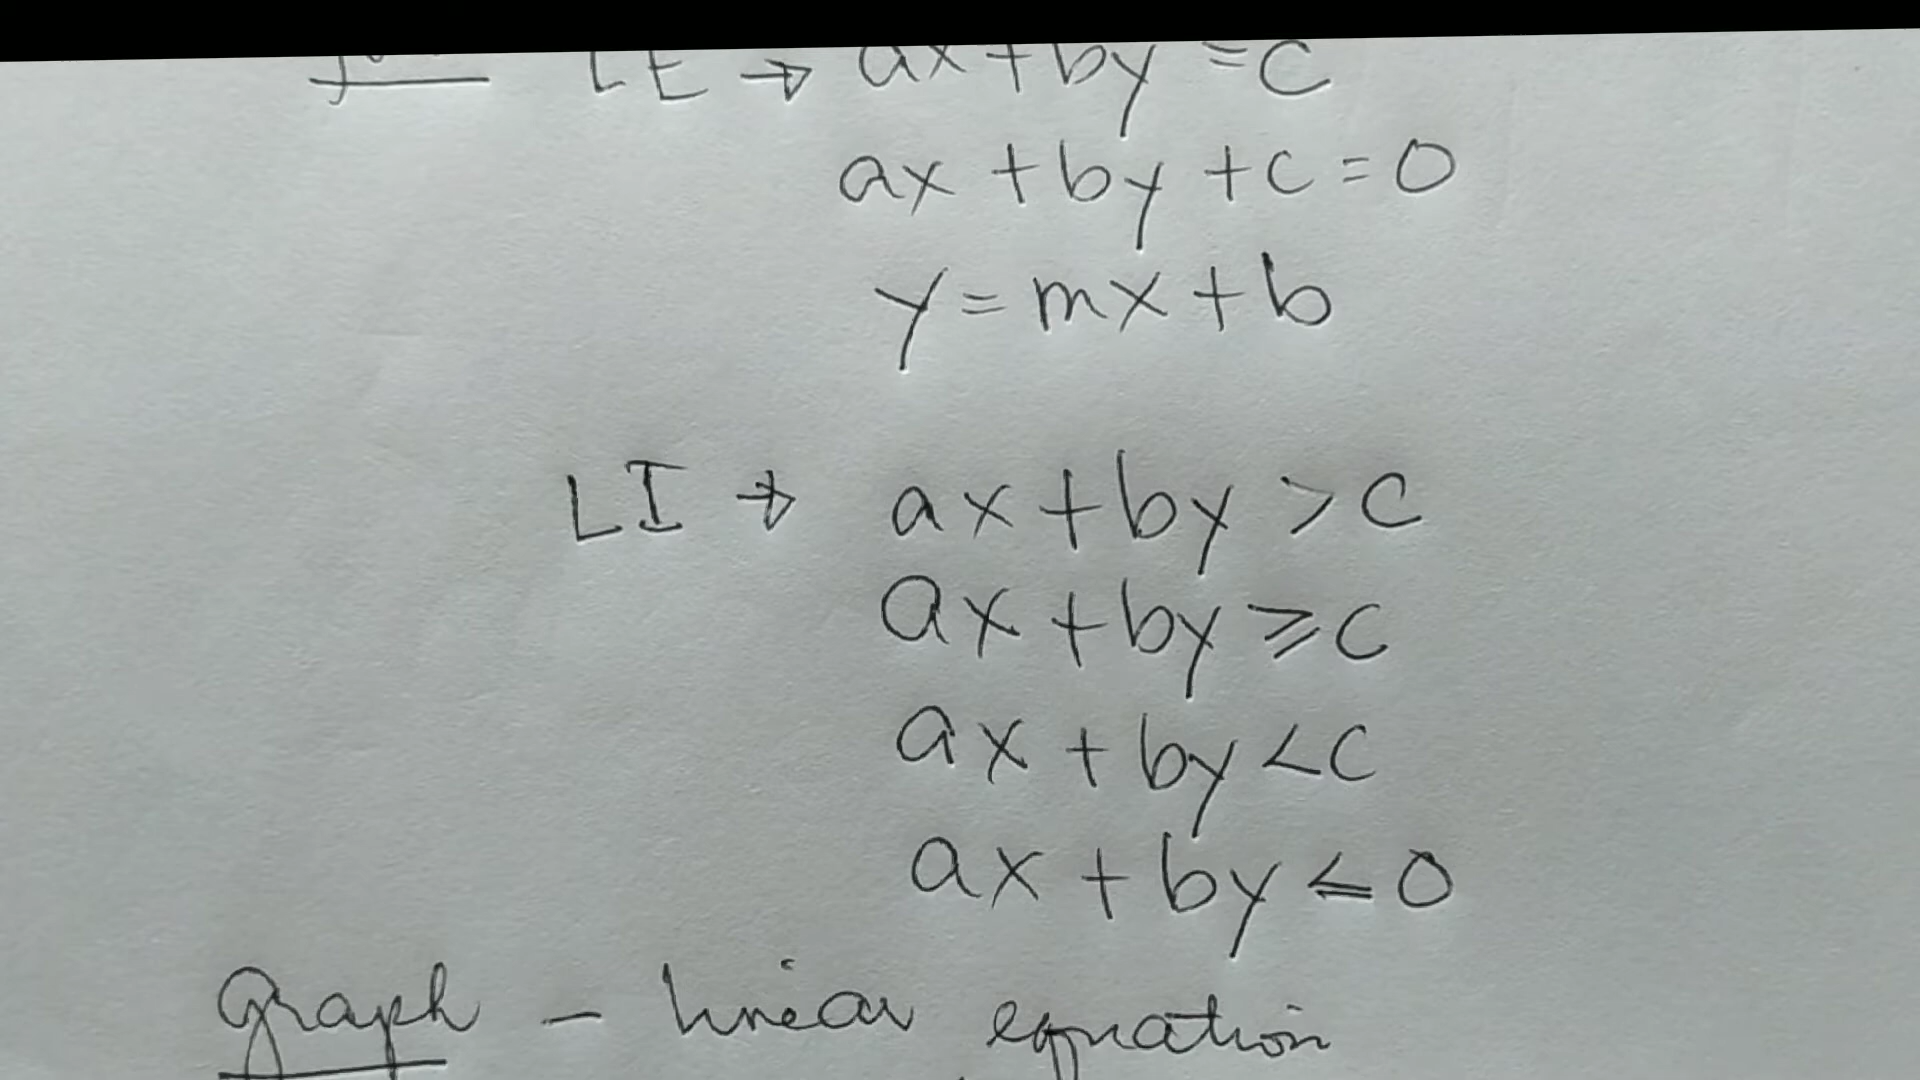 LE → ax + by = c
ax + by + c = 0
y = mx + b
LI → ax + by > c
ax + by ≥ c
ax + by < c
ax + by ≤ 0
Graph - linear equation